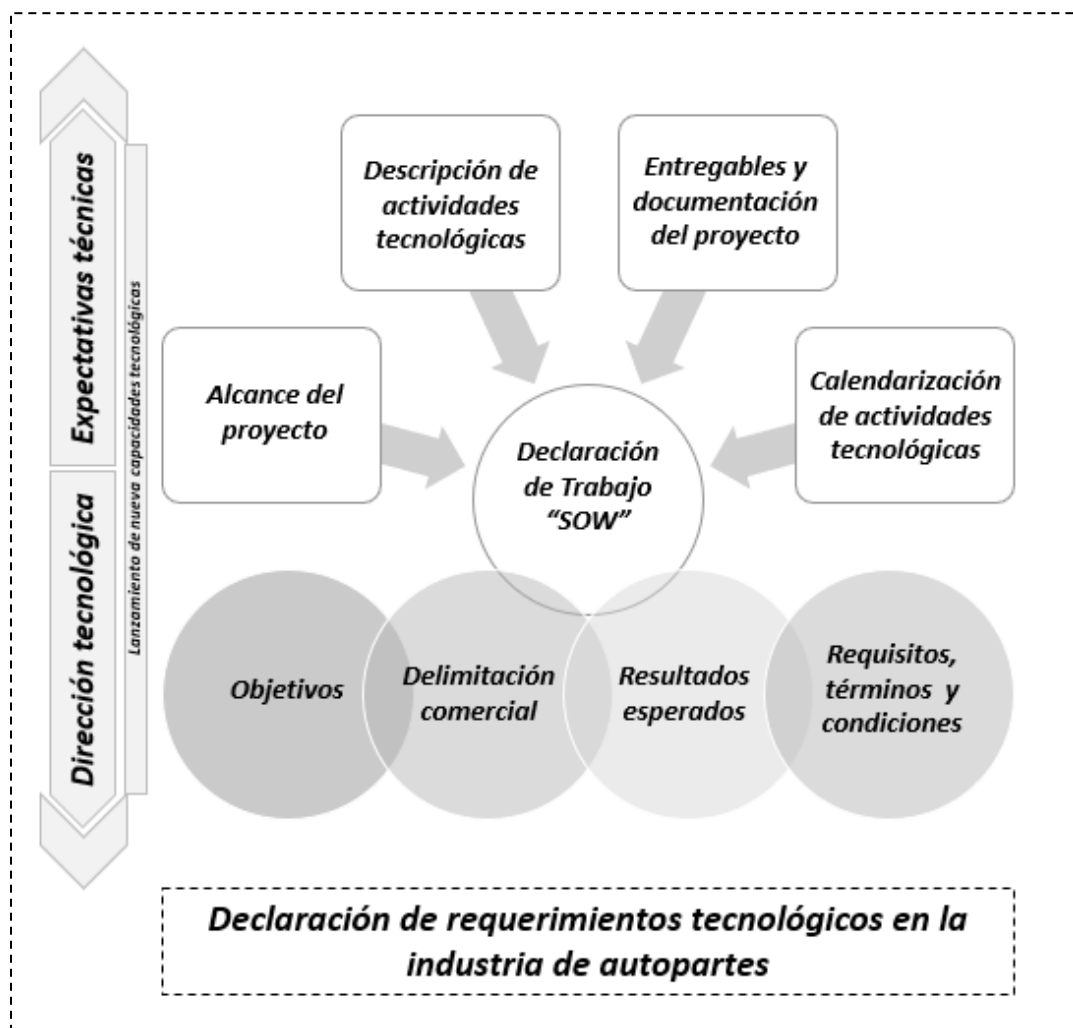 Expectativas técnicas
Dirección tecnológica
Lanzamiento de nueva capacidades tecnológicas
Descripción de
actividades
tecnológicas
Entregables y
documentación
del proyecto
Alcance del
proyecto
Calendarización
de actividades
tecnológicas
Declaración
de Trabajo
“SOW”
Objetivos
Delimitación
comercial
Resultados
esperados
Requisitos,
términos y
condiciones
Declaración de requerimientos tecnológicos en la
industria de autopartes